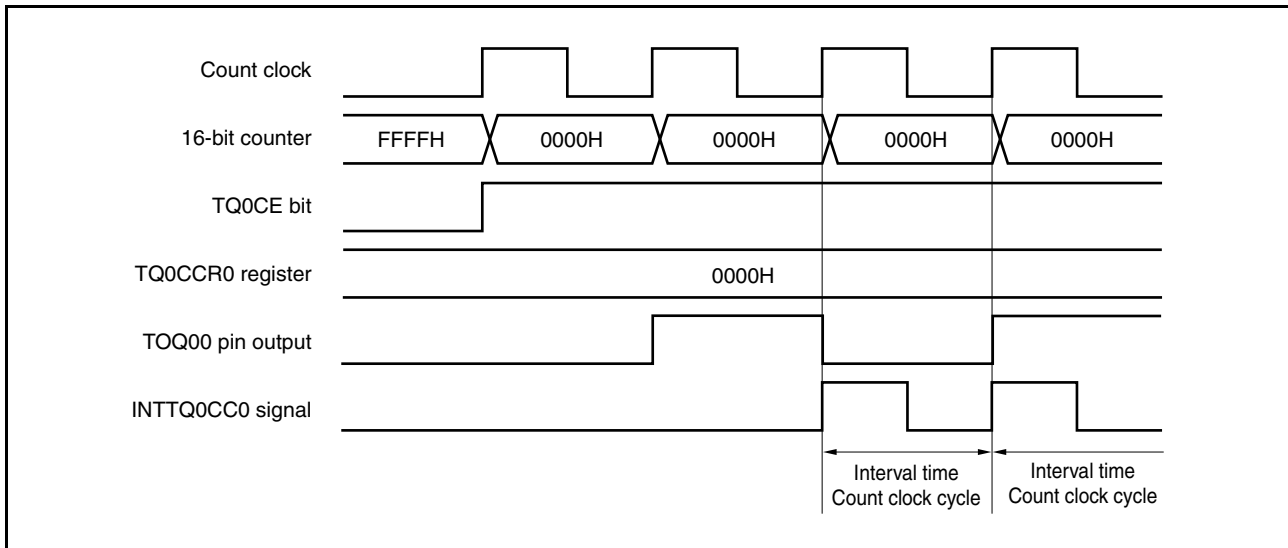 Count clock
16-bit counter
FFFFH
0000H
0000H
0000H
0000H
TQ0CE bit
TQ0CCR0 register
0000H
TOQ00 pin output
INTTQ0CC0 signal
Interval time
Count clock cycle
Interval time
Count clock cycle